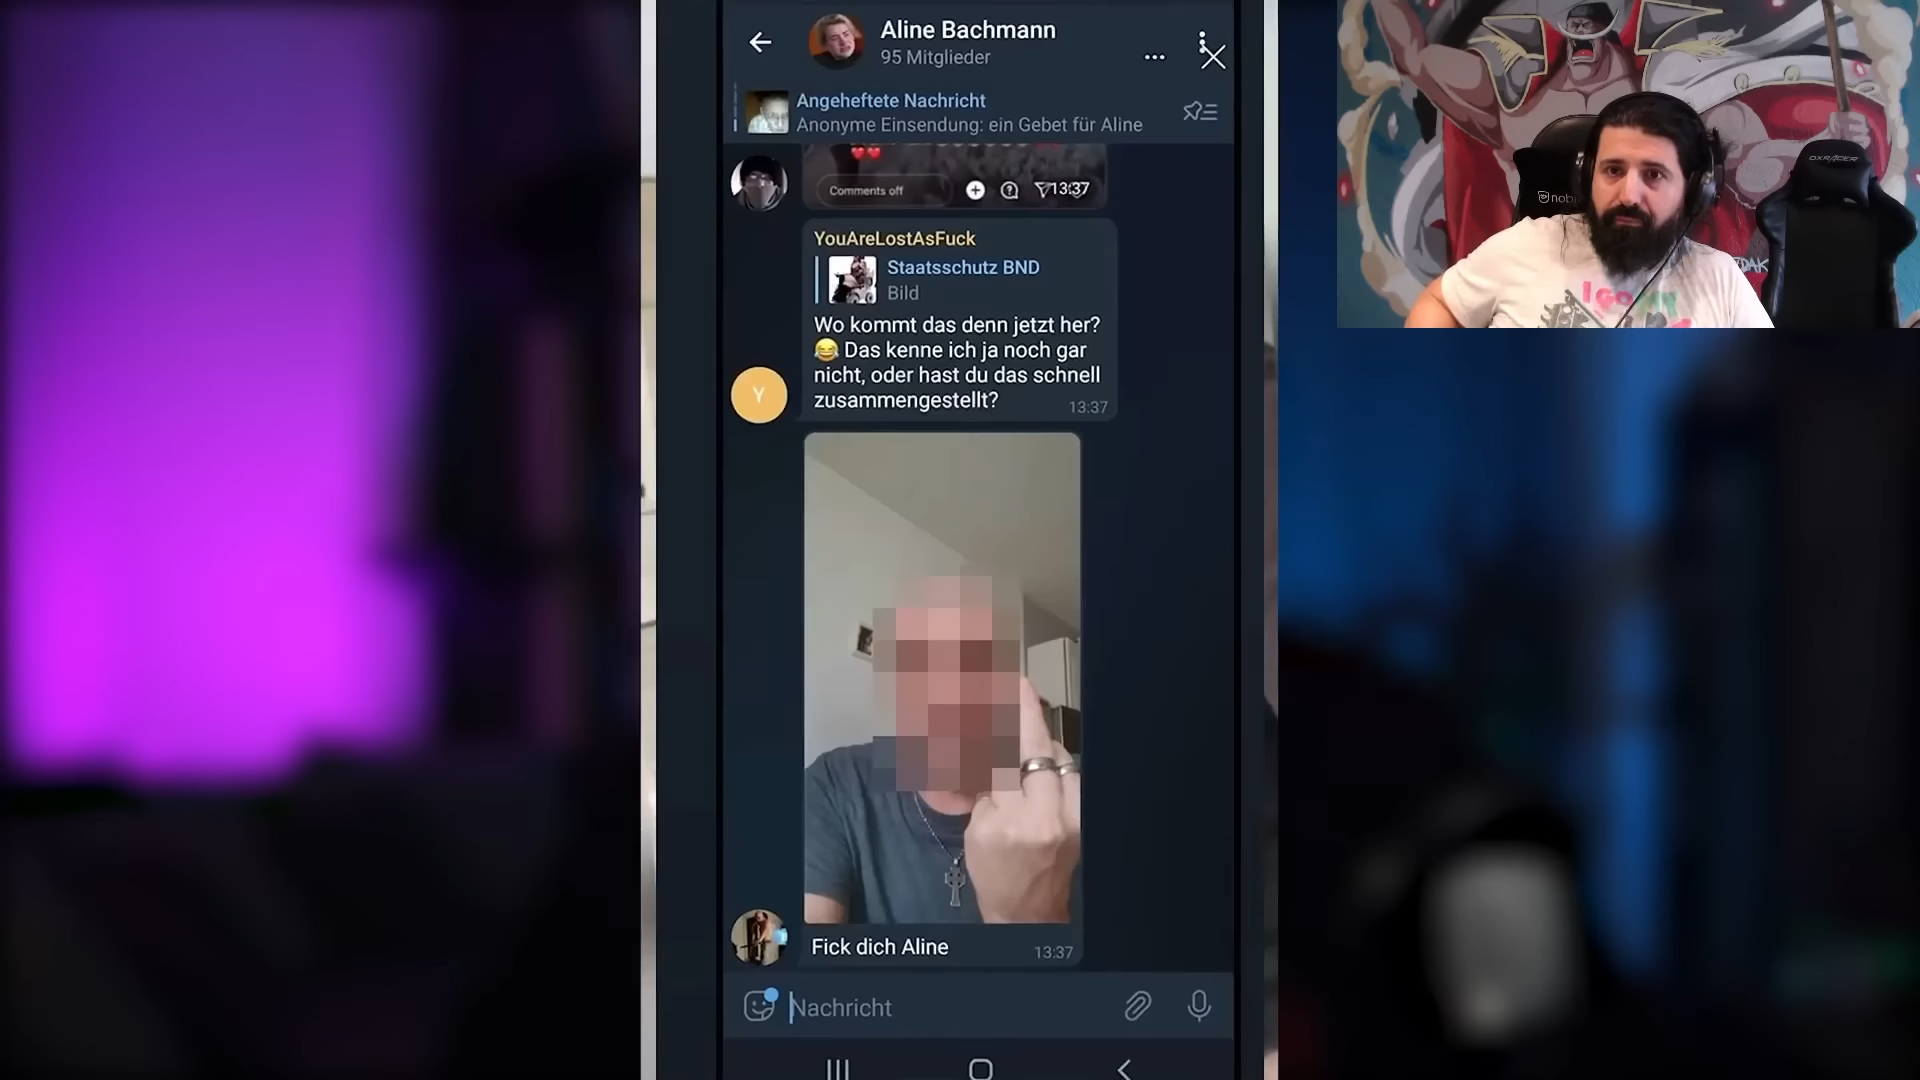 Aline Bachmann
95 Mitglieder
Angeheftete Nachricht
Anonyme Einsendung: ein Gebet für Aline
Comments off
13:37
YouAreLostAsFuck
Staatsschutz BND
Bild
Wo kommt das denn jetzt her?
😂 Das kenne ich ja noch gar
nicht, oder hast du das schnell
zusammengestellt?
13:37
Y
Fick dich Aline
13:37
Nachricht
OXRACER